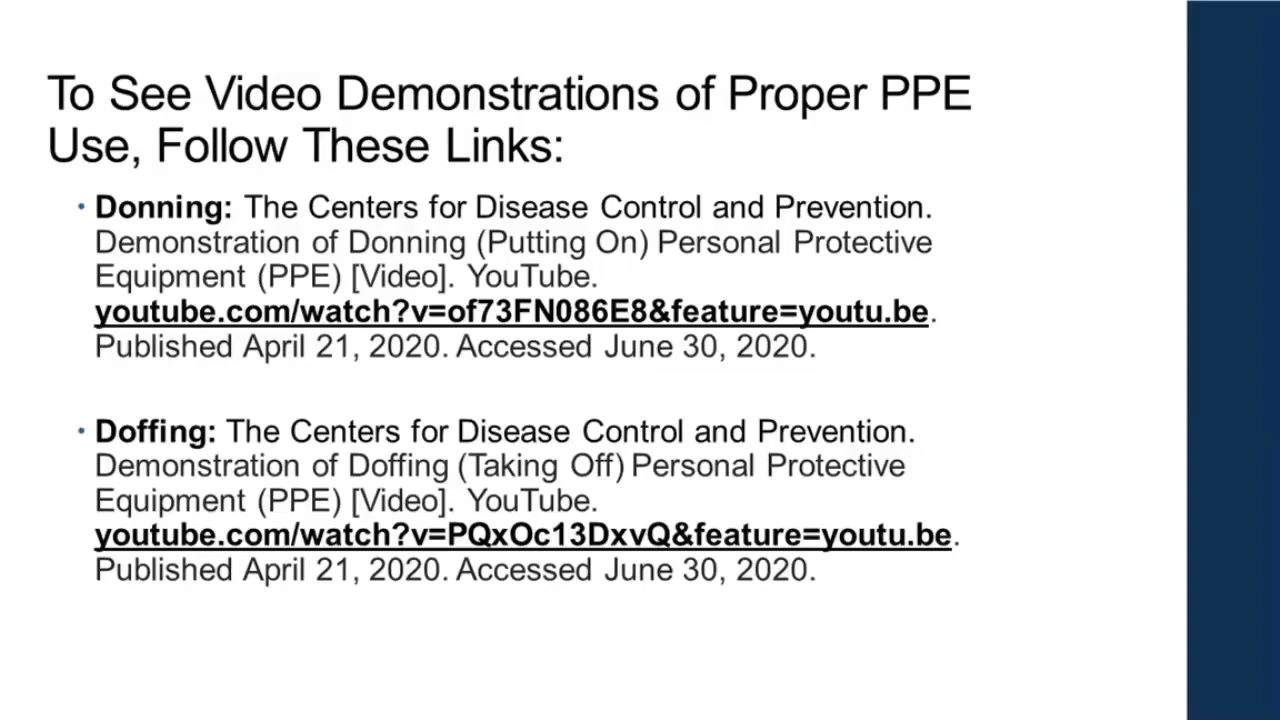 To See Video Demonstrations of Proper PPE
Use, Follow These Links:
• Donning: The Centers for Disease Control and Prevention.
Demonstration of Donning (Putting On) Personal Protective
Equipment (PPE) [Video]. YouTube.
youtube.com/watch?v=of73FN086E8&feature=youtu.be.
Published April 21, 2020. Accessed June 30, 2020.
• Doffing: The Centers for Disease Control and Prevention.
Demonstration of Doffing (Taking Off) Personal Protective
Equipment (PPE) [Video]. YouTube.
youtube.com/watch?v=PQxOc13DxvQ&feature=youtu.be.
Published April 21, 2020. Accessed June 30, 2020.